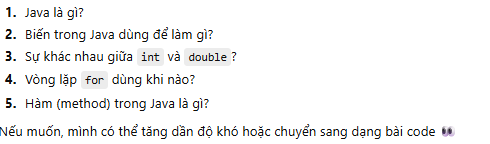 1. Java là gì?
2. Biến trong Java dùng để làm gì?
3. Sự khác nhau giữa int và double?
4. Vòng lặp for dùng khi nào?
5. Hàm (method) trong Java là gì?
Nếu muốn, mình có thể tăng dần độ khó hoặc chuyển sang dạng bài code 👀